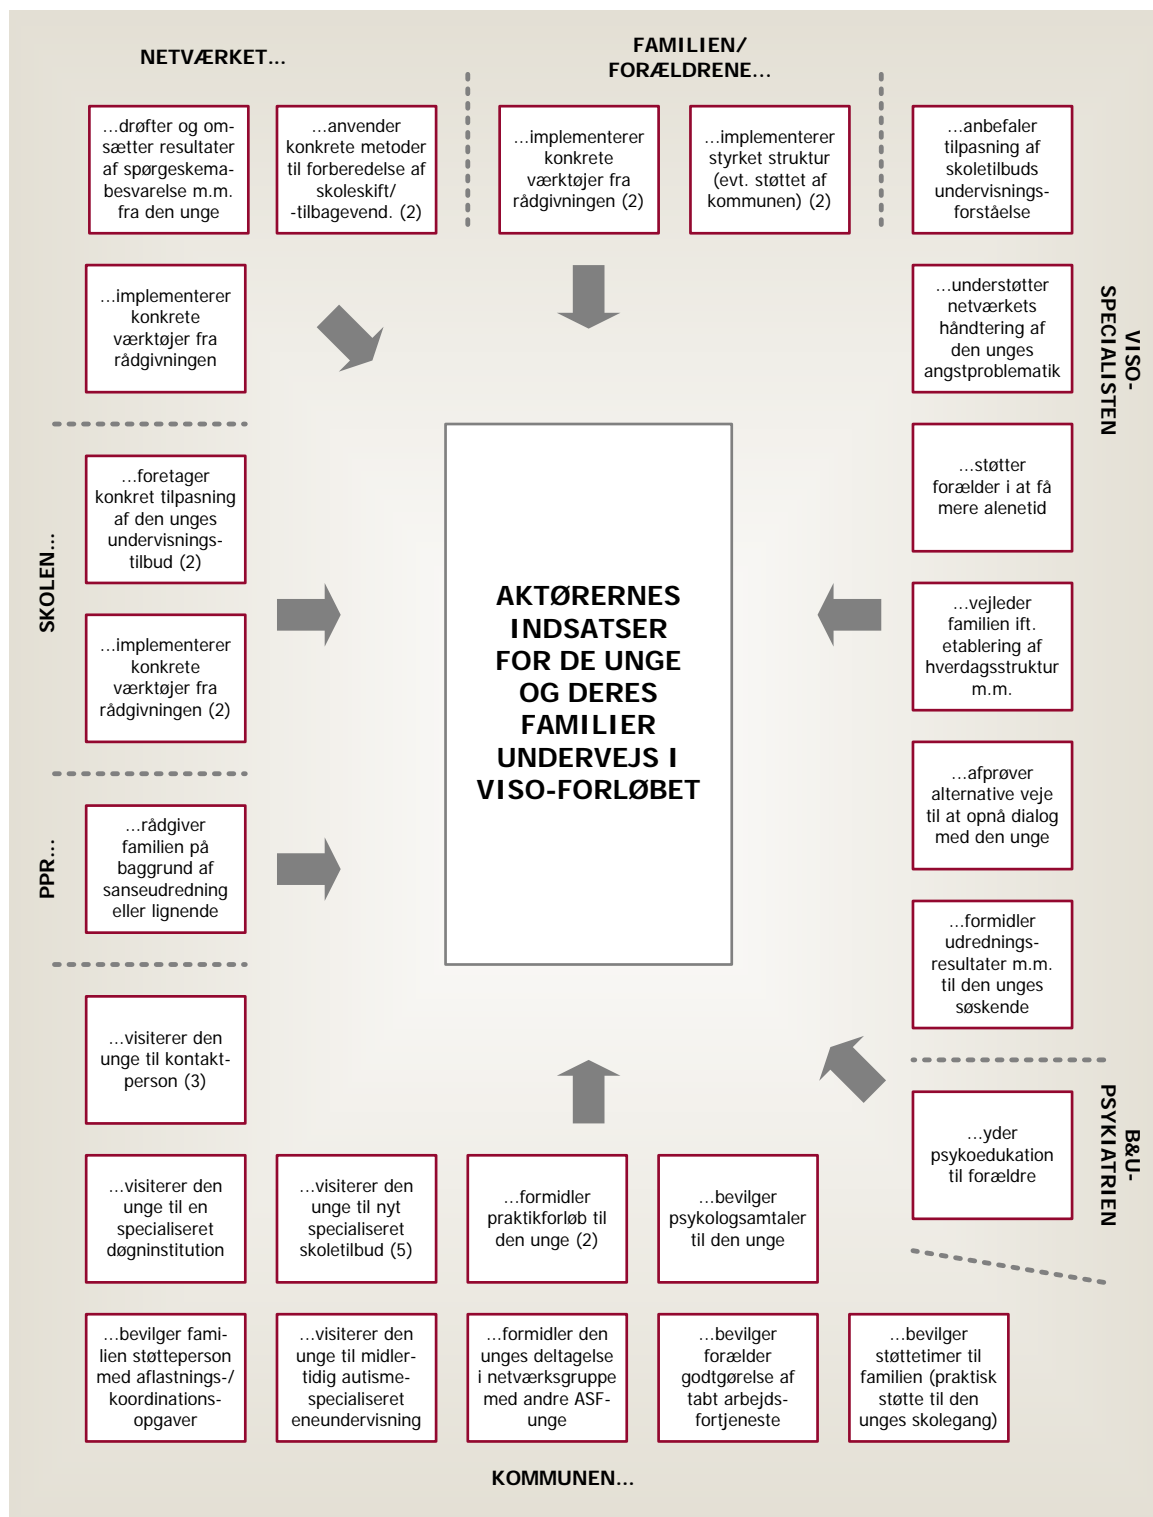 NETVÆRKET...
…drøfter og om-
sætter resultater
af spørgeskema-
besvarelse m.m.
fra den unge
…anvender
konkrete metoder
til forberedelse af
skoleskift/
-tilbagevend. (2)
…implementerer
konkrete
værktøjer fra
rådgivningen
FAMILIEN/
FORÆLDRENE...
…implementerer
konkrete
værktøjer fra
rådgivningen (2)
…implementerer
styrket struktur
(evt. støttet af
kommunen) (2)
VISO-
SPECIALISTEN
…anbefaler
tilpasning af
skoletilbuds
undervisnings-
forståelse
…understøtter
netværkets
håndtering af
den unges
angstproblematik
…støtter
forælder i at få
mere alenetid
…vejleder
familien ift.
etablering af
hverdagsstruktur
m.m.
…afprøver
alternative veje
til at opnå dialog
med den unge
…formidler
udrednings-
resultater m.m.
til den unges
søskende
SKOLEN...
…foretager
konkret tilpasning
af den unges
undervisnings-
tilbud (2)
…implementerer
konkrete
værktøjer fra
rådgivningen (2)
AKTØRERNES
INDSATSER
FOR DE UNGE
OG DERES
FAMILIER
UNDERVEJS I
VISO-FORLØBET
PPR...
…rådgiver
familien på
baggrund af
sanseudredning
eller lignende
B&U-
PSYKIATRIEN
…yder
psykoedukation
til forældre
…visiterer den
unge til kontakt-
person (3)
…visiterer den
unge til en
specialiseret
døgninstitution
…visiterer den
unge til nyt
specialiseret
skoletilbud (5)
…formidler
praktikforløb til
den unge (2)
…bevilger
psykologsamtaler
til den unge
…bevilger fami-
lien støtteperson
med aflastnings-/
koordinations-
opgaver
…visiterer den
unge til midler-
tidig autisme-
specialiseret
eneundervisning
…formidler den
unges deltagelse
i netværksgruppe
med andre ASF-
unge
…bevilger
forælder
godtgørelse af
tabt arbejds-
fortjeneste
…bevilger
støttetimer til
familien (praktisk
støtte til den
unges skolegang)
KOMMUNEN...